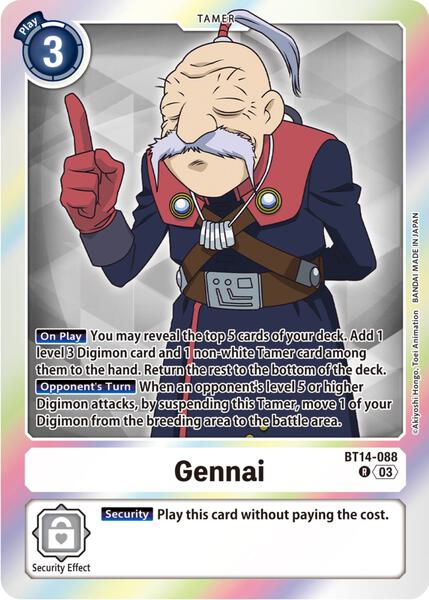 TAMER
Play
3
On Play You may reveal the top 5 cards of your deck. Add 1
level 3 Digimon card and 1 non-white Tamer card among
them to the hand. Return the rest to the bottom of the deck.
Opponent's Turn When an opponent's level 5 or higher
Digimon attacks, by suspending this Tamer, move 1 of your
Digimon from the breeding area to the battle area.
©Akiyoshi Hongo, Toei Animation BANDAI MADE IN JAPAN
BT14-088
Gennai
R 03
Security Play this card without paying the cost.
Security Effect